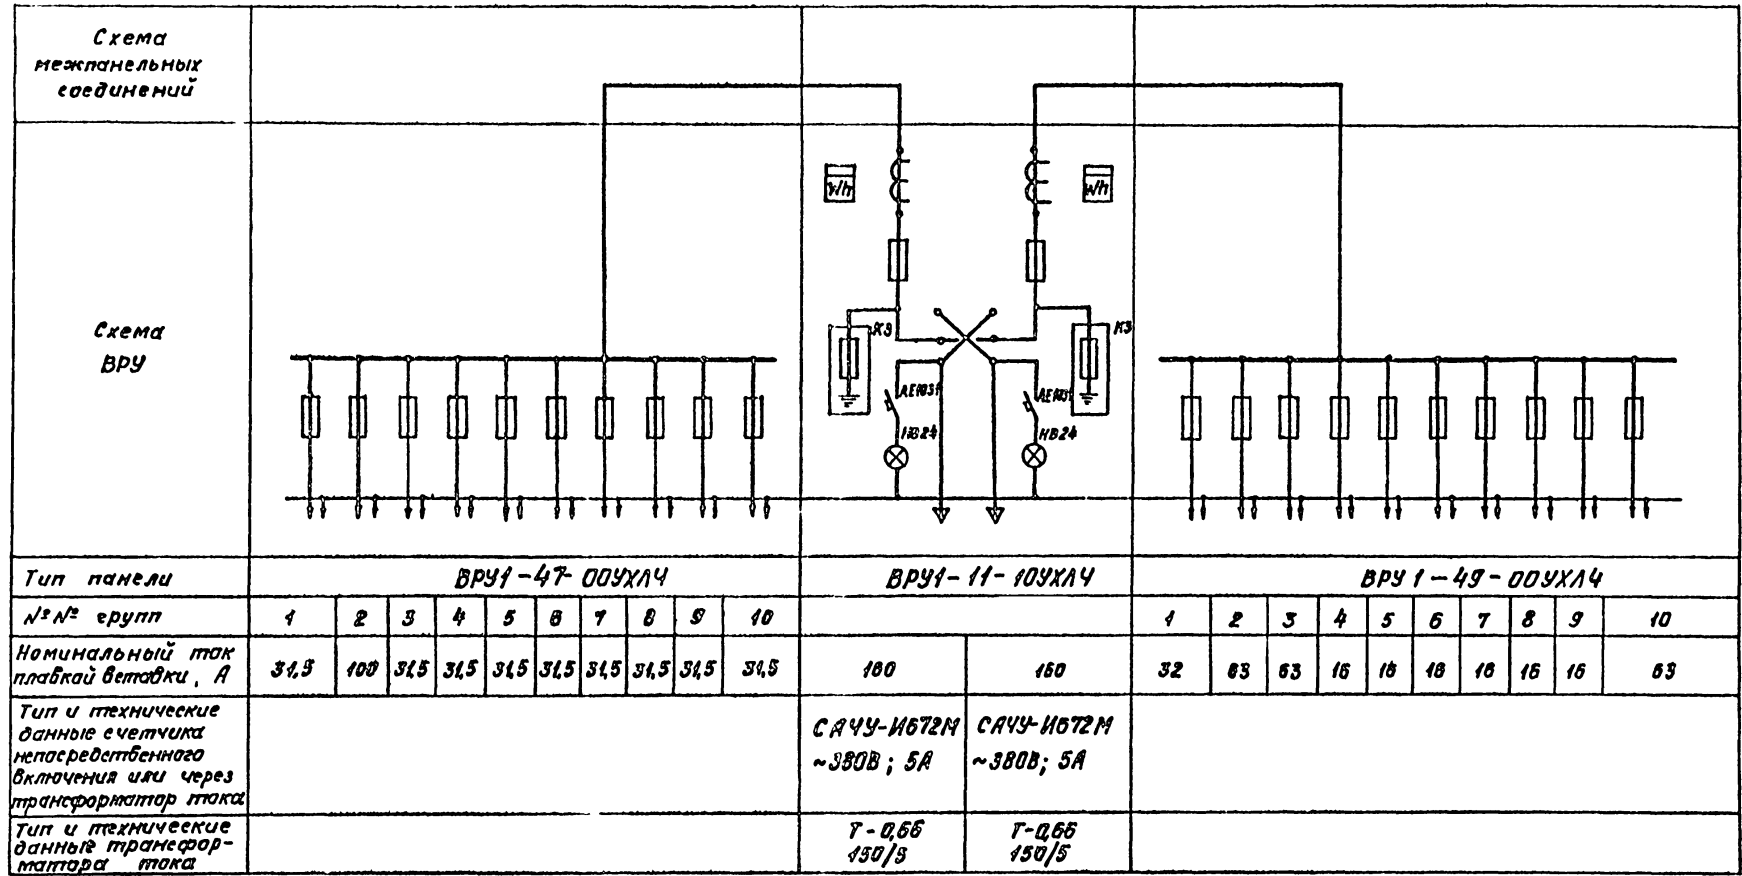 Схема
межпанельных
соединений
Wh
Wh
Схема
ВРУ
КЗ
КЗ
АЕ1031
АЕ1031
НВ24
НВ24
Тип панели
ВРУ1-47-00УХЛ4
ВРУ1-11-10УХЛ4
ВРУ1-49-00УХЛ4
№№ групп
1 2 3 4 5 6 7 8 9 10
1 2 3 4 5 6 7 8 9 10
Номинальный ток
плавкой вставки, А
31,5 100 31,5 31,5 31,5 31,5 31,5 31,5 31,5 31,5
160 160
32 63 63 16 16 16 16 16 16 63
Тип и технические
данные счетчика
непосредственного
включения или через
трансформатор тока
САЧУ-И672М
~380В; 5А
САЧУ-И672М
~380В; 5А
Тип и технические
данные трансфор-
матора тока
Т-0,66
150/5
Т-0,66
150/5